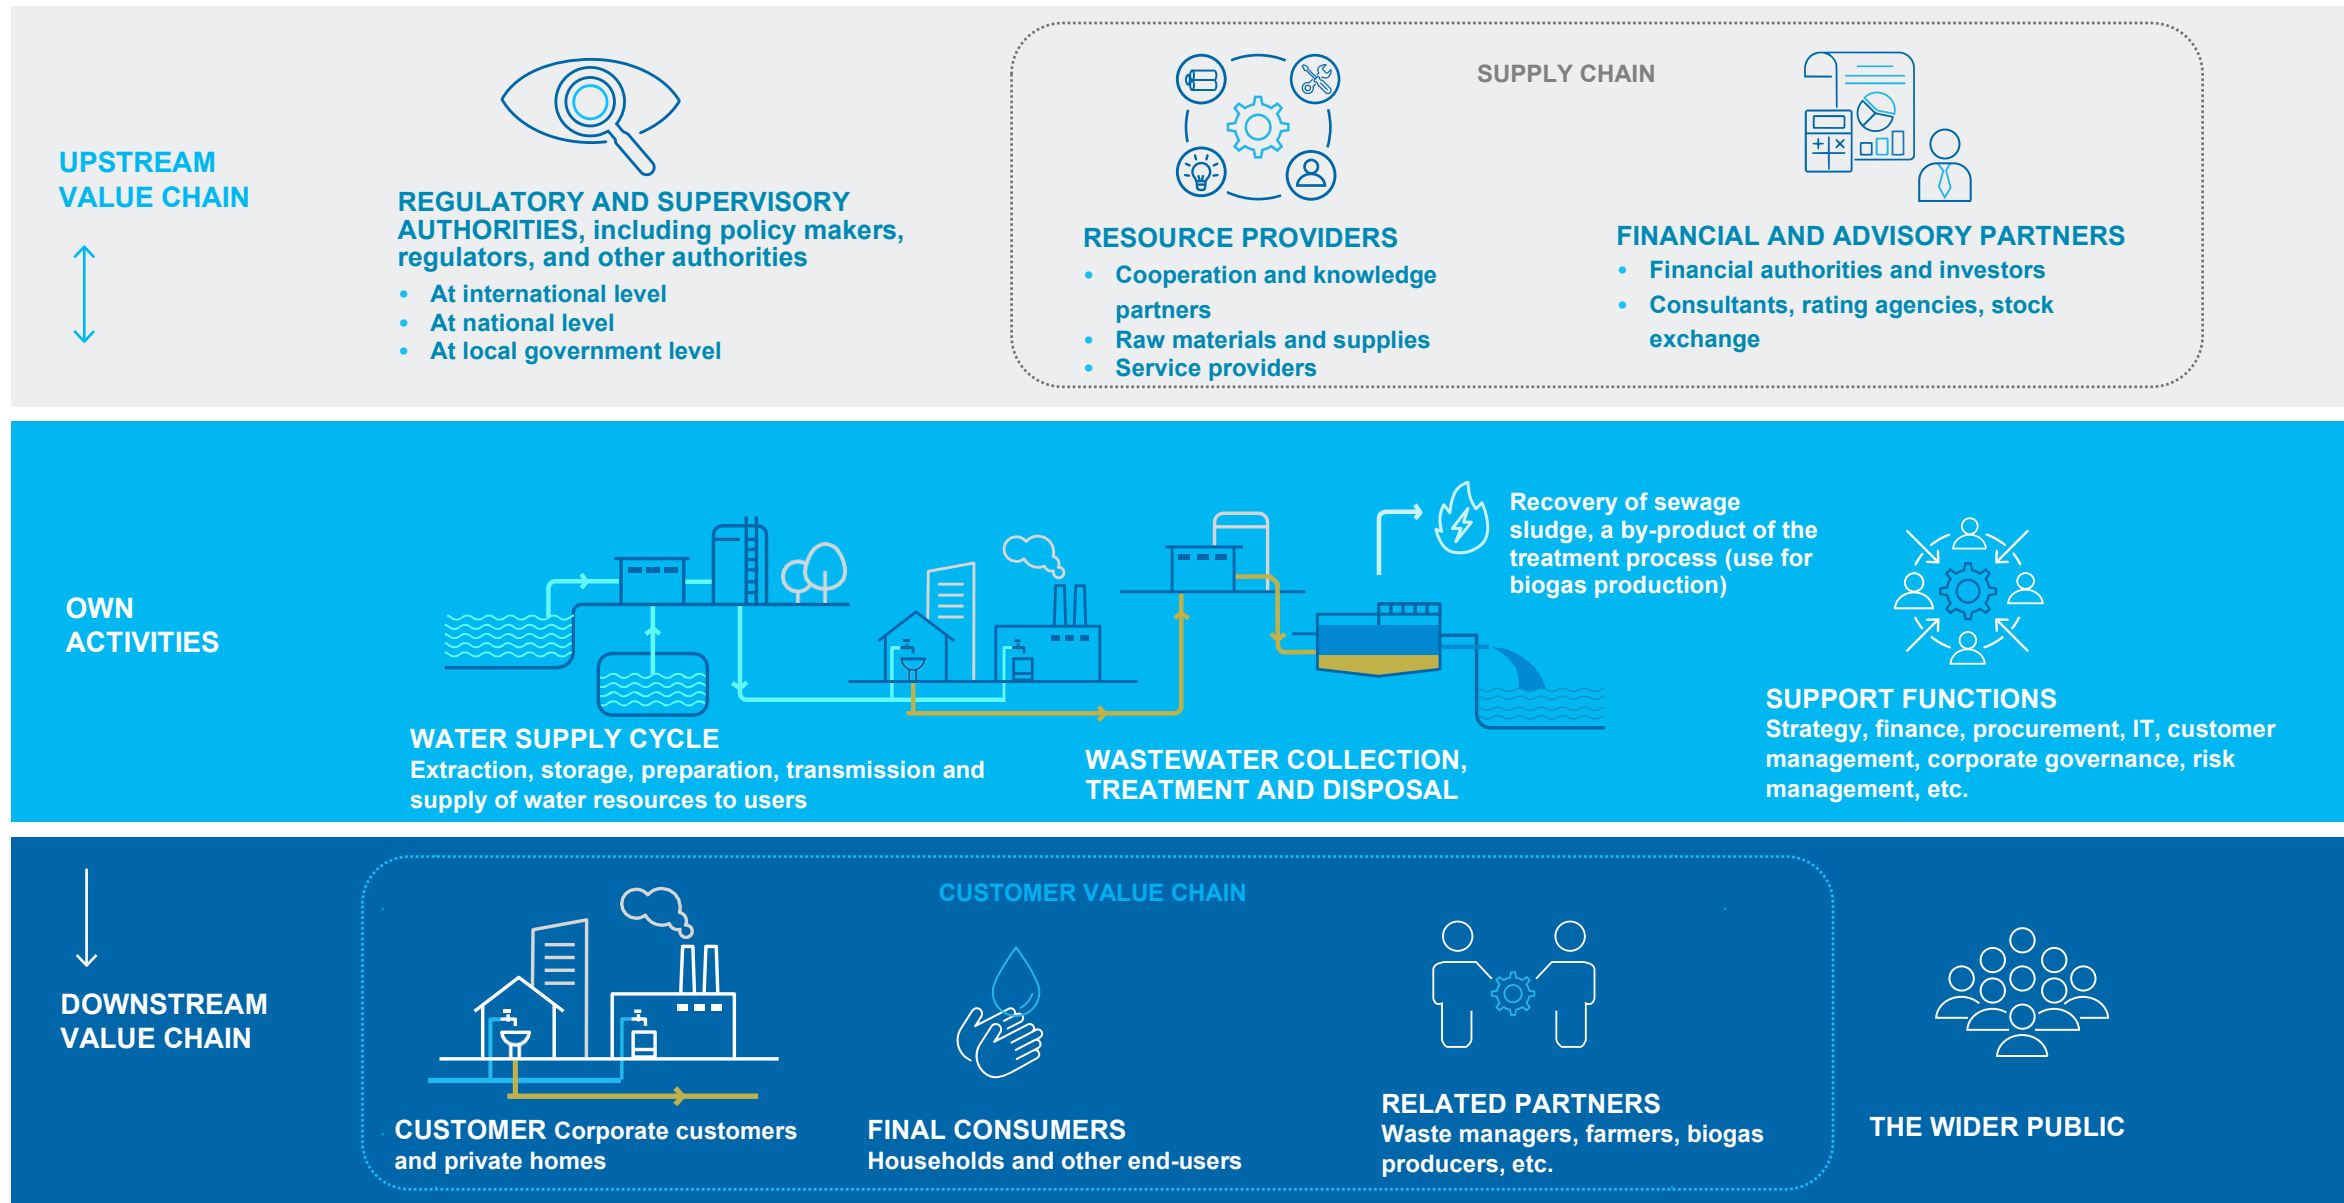 SUPPLY CHAIN
UPSTREAM
VALUE CHAIN
REGULATORY AND SUPERVISORY
AUTHORITIES, including policy makers,
regulators, and other authorities
• At international level
• At national level
• At local government level
RESOURCE PROVIDERS
• Cooperation and knowledge
partners
• Raw materials and supplies
• Service providers
FINANCIAL AND ADVISORY PARTNERS
• Financial authorities and investors
• Consultants, rating agencies, stock
exchange
OWN
ACTIVITIES
WATER SUPPLY CYCLE
Extraction, storage, preparation, transmission and
supply of water resources to users
WASTEWATER COLLECTION,
TREATMENT AND DISPOSAL
Recovery of sewage
sludge, a by-product of the
treatment process (use for
biogas production)
SUPPORT FUNCTIONS
Strategy, finance, procurement, IT, customer
management, corporate governance, risk
management, etc.
DOWNSTREAM
VALUE CHAIN
CUSTOMER VALUE CHAIN
CUSTOMER Corporate customers
and private homes
FINAL CONSUMERS
Households and other end-users
RELATED PARTNERS
Waste managers, farmers, biogas
producers, etc.
THE WIDER PUBLIC